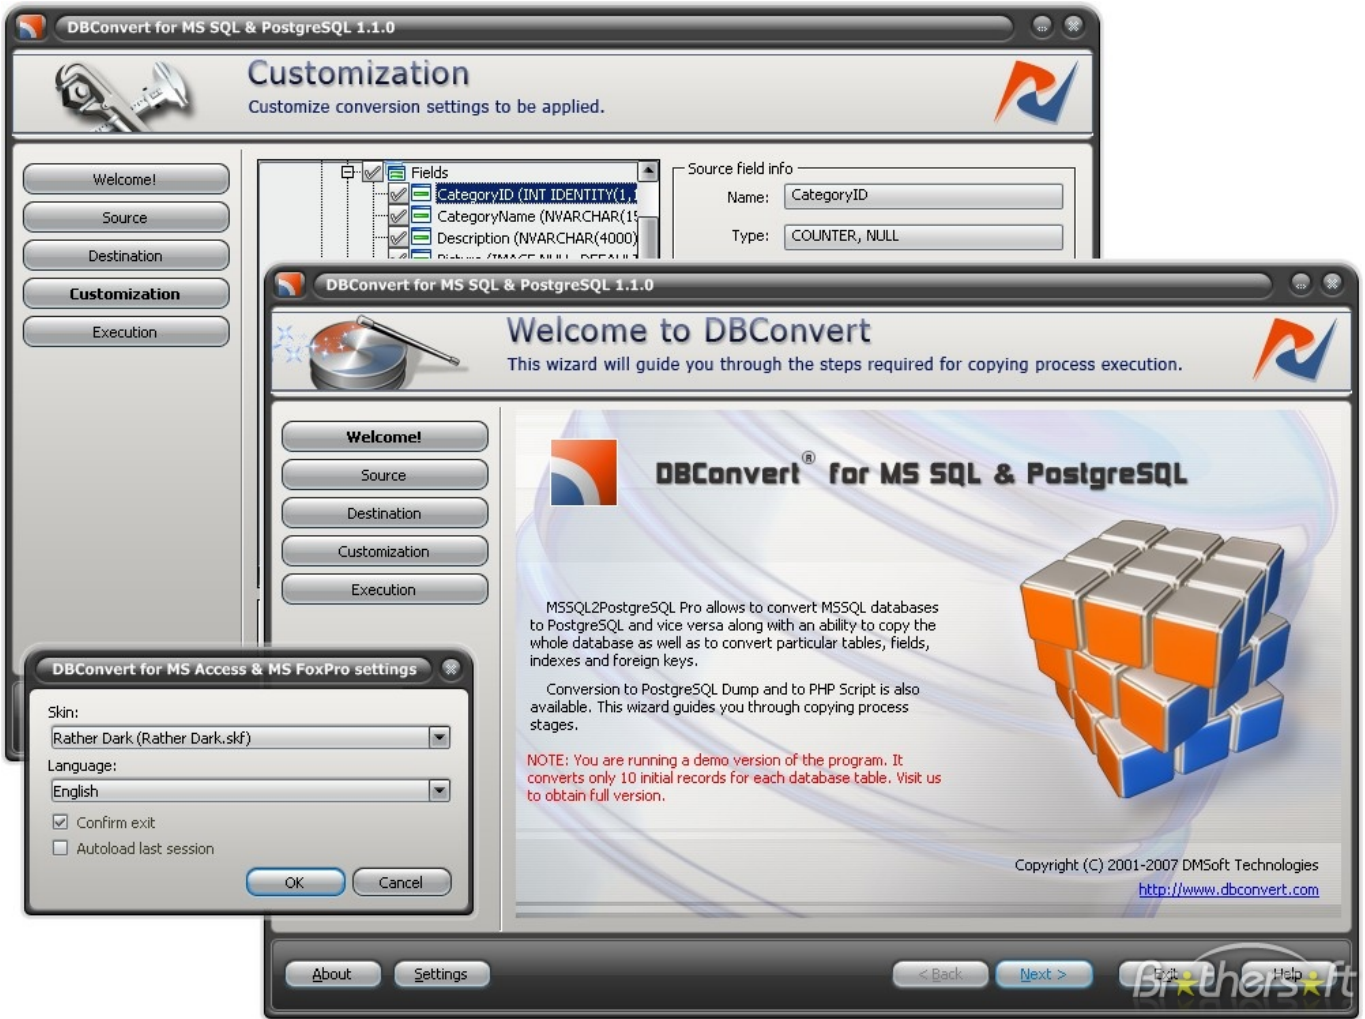 DBConvert for MS SQL & PostgreSQL 1.1.0
Customization
Customize conversion settings to be applied.
Welcome!
Source
Destination
Customization
Execution
Fields
CategoryID (INT IDENTITY(1,1
CategoryName (NVARCHAR(15
Description (NVARCHAR(4000)
Picture (IMAGE NULL, DEFAULT
Source field info
Name: CategoryID
Type: COUNTER, NULL
DBConvert for MS SQL & PostgreSQL 1.1.0
Welcome to DBConvert
This wizard will guide you through the steps required for copying process execution.
Welcome!
Source
Destination
Customization
Execution
DBConvert® for MS SQL & PostgreSQL
MSSQL2PostgreSQL Pro allows to convert MSSQL databases
to PostgreSQL and vice versa along with an ability to copy the
whole database as well as to convert particular tables, fields,
indexes and foreign keys.
Conversion to PostgreSQL Dump and to PHP Script is also
available. This wizard guides you through copying process
stages.
NOTE: You are running a demo version of the program. It
converts only 10 initial records for each database table. Visit us
to obtain full version.
Copyright (C) 2001-2007 DMSoft Technologies
http://www.dbconvert.com
DBConvert for MS Access & MS FoxPro settings
Skin:
Rather Dark (Rather Dark.skf)
Language:
English
Confirm exit
Autoload last session
OK Cancel
About Settings < Back Next > Exit Help
Brothersoft